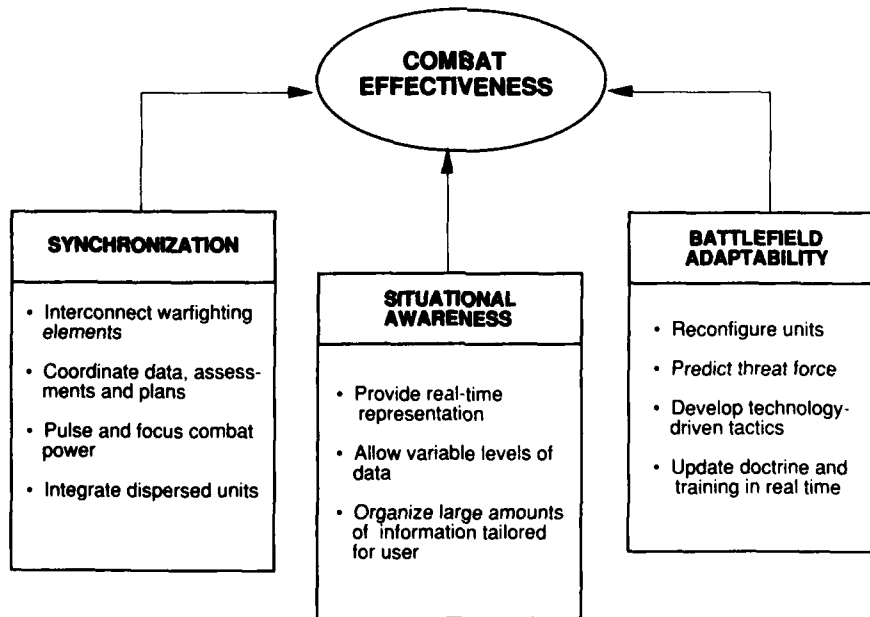 COMBAT
EFFECTIVENESS
SYNCHRONIZATION
• Interconnect warfighting
elements
• Coordinate data, assess-
ments and plans
• Pulse and focus combat
power
• Integrate dispersed units
SITUATIONAL
AWARENESS
• Provide real-time
representation
• Allow variable levels of
data
• Organize large amounts
of information tailored
for user
BATTLEFIELD
ADAPTABILITY
• Reconfigure units
• Predict threat force
• Develop technology-
driven tactics
• Update doctrine and
training in real time